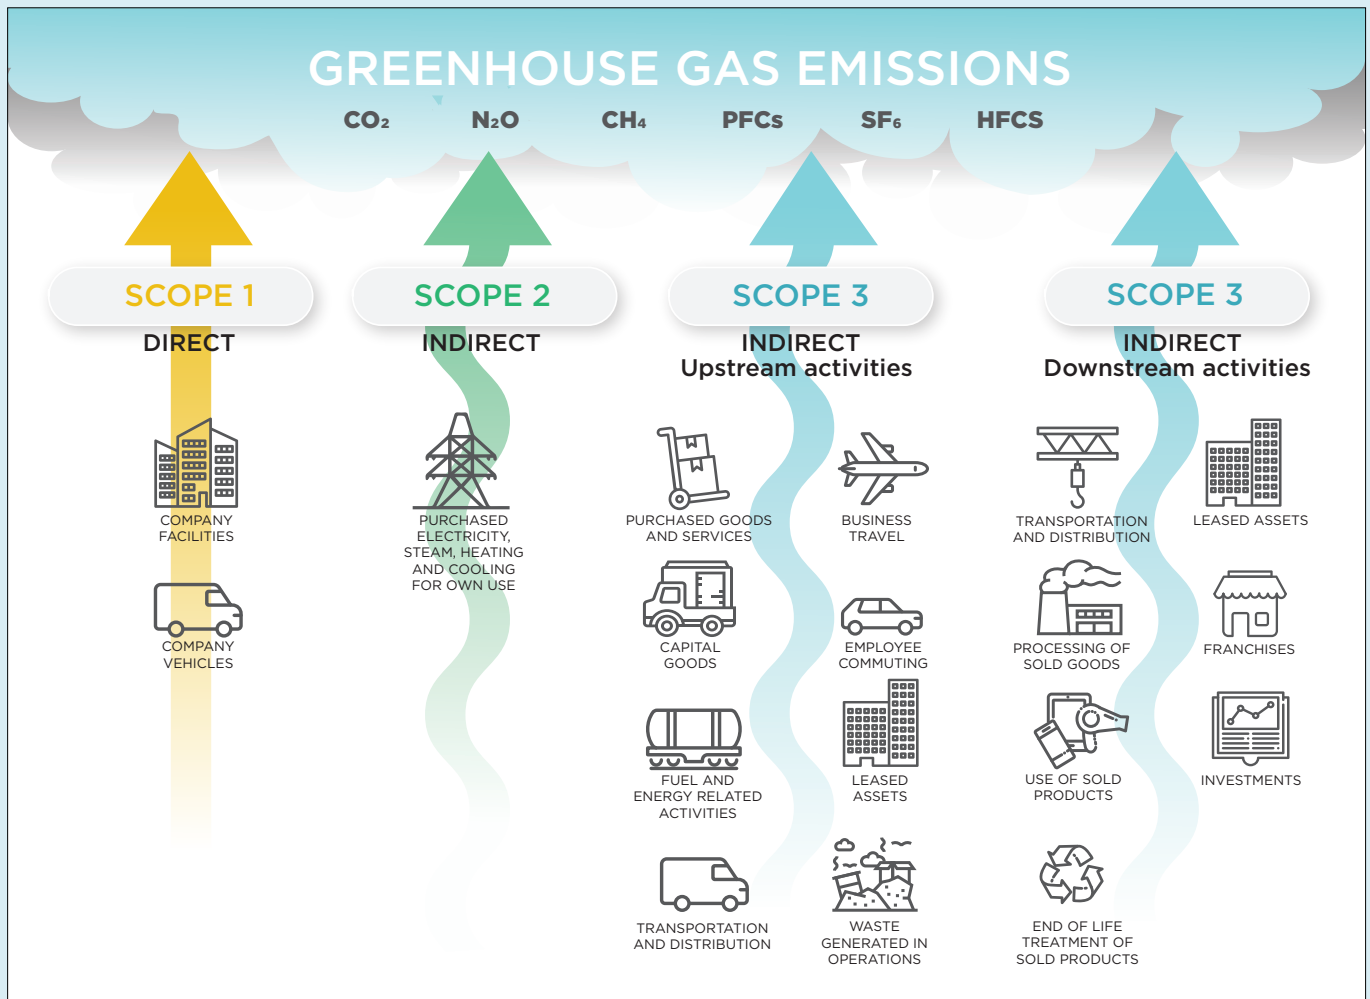 GREENHOUSE GAS EMISSIONS
CO₂ N₂O CH₄ PFCs SF₆ HFCS
SCOPE 1
DIRECT
COMPANY
FACILITIES
COMPANY
VEHICLES
SCOPE 2
INDIRECT
PURCHASED
ELECTRICITY,
STEAM, HEATING
AND COOLING
FOR OWN USE
SCOPE 3
INDIRECT
Upstream activities
PURCHASED GOODS
AND SERVICES
BUSINESS
TRAVEL
CAPITAL
GOODS
EMPLOYEE
COMMUTING
FUEL AND
ENERGY RELATED
ACTIVITIES
LEASED
ASSETS
TRANSPORTATION
AND DISTRIBUTION
WASTE
GENERATED IN
OPERATIONS
SCOPE 3
INDIRECT
Downstream activities
TRANSPORTATION
AND DISTRIBUTION
LEASED ASSETS
PROCESSING OF
SOLD GOODS
FRANCHISES
USE OF SOLD
PRODUCTS
INVESTMENTS
END OF LIFE
TREATMENT OF
SOLD PRODUCTS